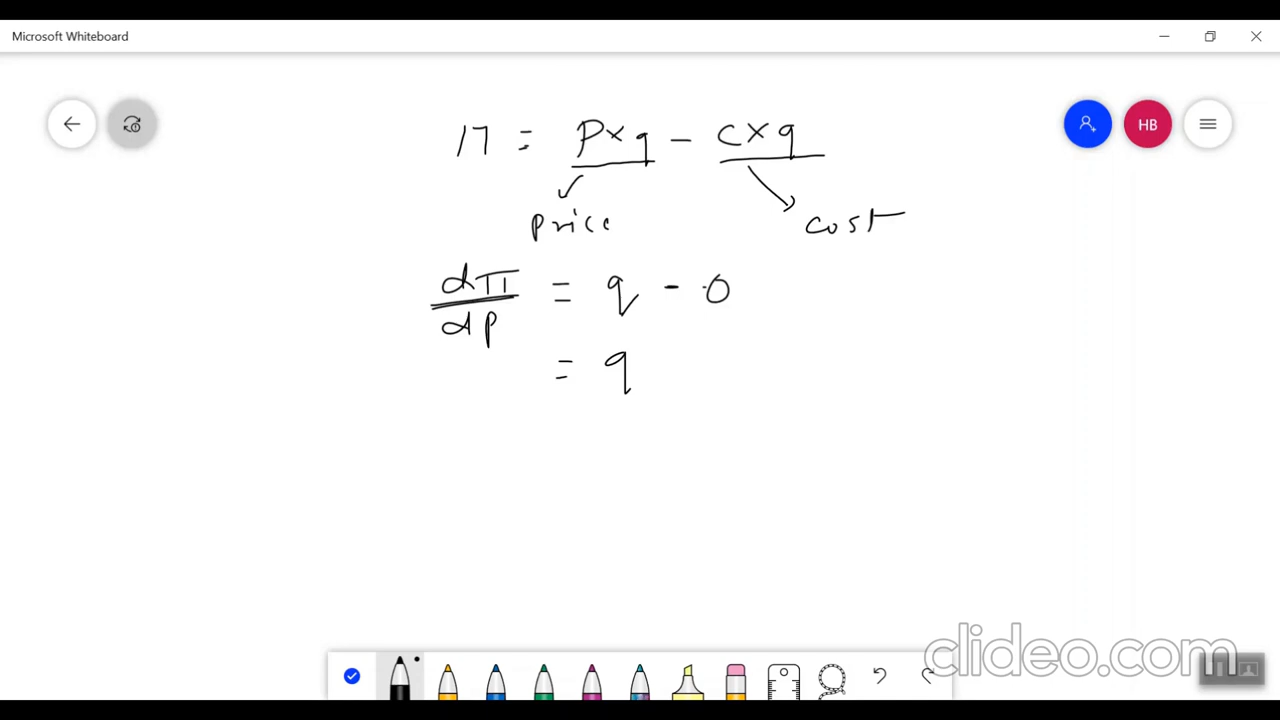 Microsoft Whiteboard
HB
π = P × q - C × q
Price
cost
dπ/dp = q - 0
= q
clideo.com